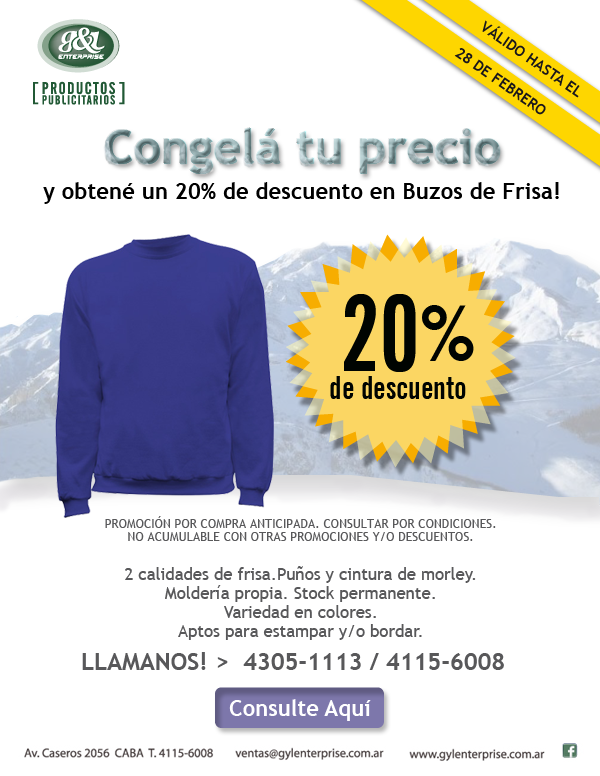 g&l
ENTERPRISE
[PRODUCTOS
PUBLICITARIOS]
VÁLIDO HASTA EL
28 DE FEBRERO
Congelá tu precio
y obtené un 20% de descuento en Buzos de Frisa!
20%
de descuento
PROMOCIÓN POR COMPRA ANTICIPADA. CONSULTAR POR CONDICIONES.
NO ACUMULABLE CON OTRAS PROMOCIONES Y/O DESCUENTOS.
2 calidades de frisa.Puños y cintura de morley.
Moldería propia. Stock permanente.
Variedad en colores.
Aptos para estampar y/o bordar.
LLAMANOS! > 4305-1113 / 4115-6008
Consulte Aquí
Av. Caseros 2056 CABA T. 4115-6008 ventas@gylenterprise.com.ar www.gylenterprise.com.ar f